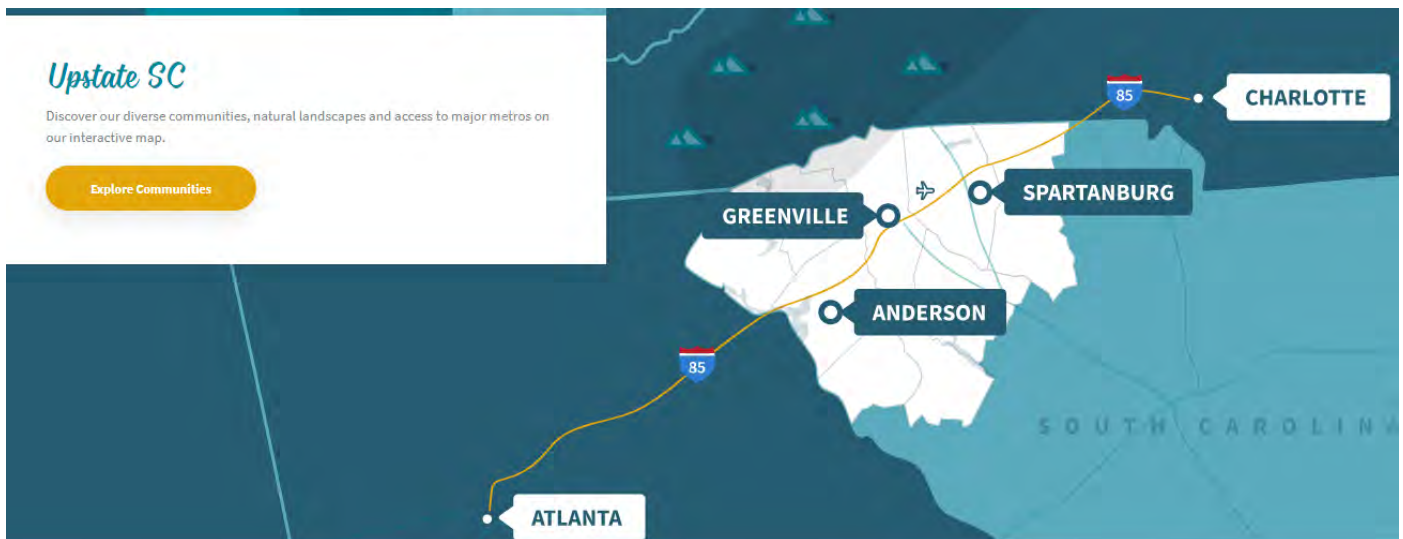 Upstate SC
Discover our diverse communities, natural landscapes and access to major metros on
our interactive map.
Explore Communities
85
CHARLOTTE
SPARTANBURG
GREENVILLE
ANDERSON
85
SOUTH CAROLINA
ATLANTA